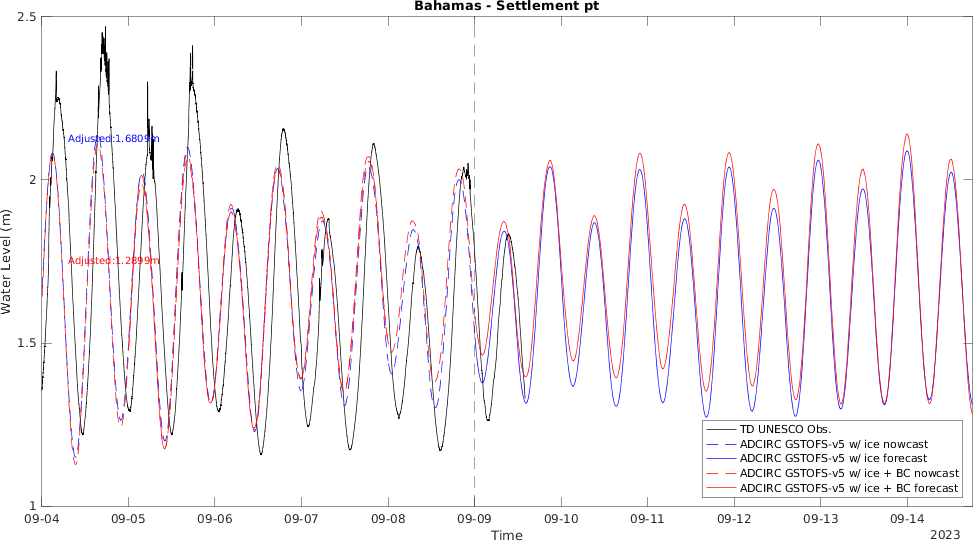 Bahamas - Settlement pt
2.5
2
1.5
1
Water Level (m)
Adjusted:1.6809m
Adjusted:1.2899m
TD UNESCO Obs.
ADCIRC GSTOFS-v5 w/ ice nowcast
ADCIRC GSTOFS-v5 w/ ice forecast
ADCIRC GSTOFS-v5 w/ ice + BC nowcast
ADCIRC GSTOFS-v5 w/ ice + BC forecast
09-04 09-05 09-06 09-07 09-08 09-09 09-10 09-11 09-12 09-13 09-14
Time
2023